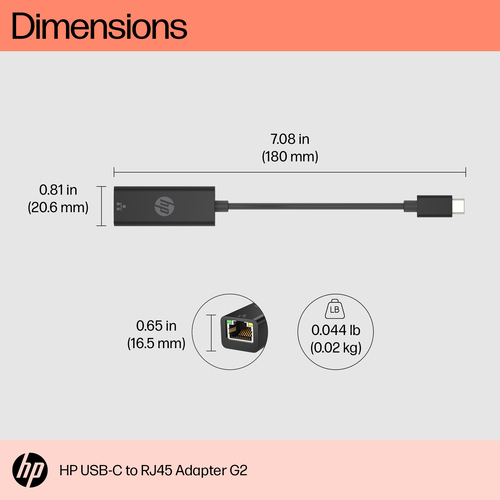 Dimensions
7.08 in
(180 mm)
0.81 in
(20.6 mm)
hp
0.65 in
(16.5 mm)
LB
0.044 lb
(0.02 kg)
hp
HP USB-C to RJ45 Adapter G2